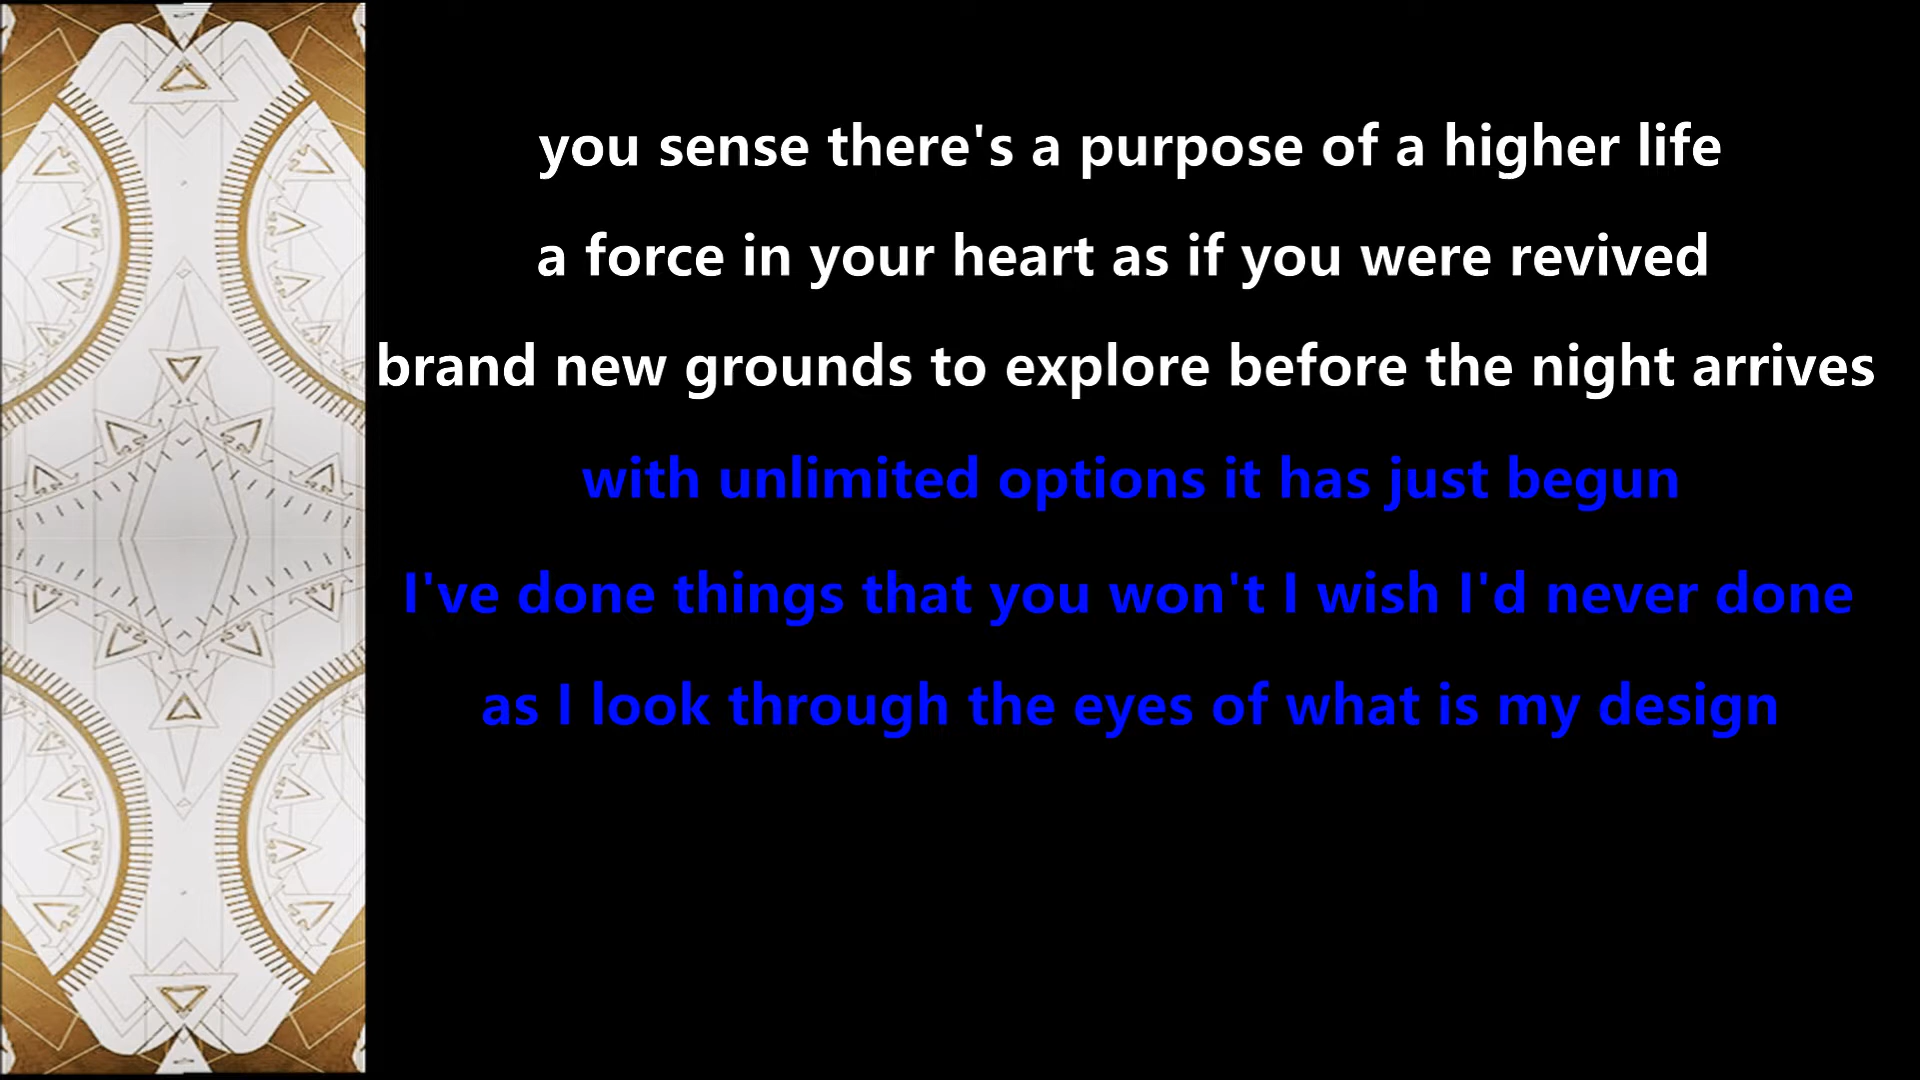 you sense there's a purpose of a higher life
a force in your heart as if you were revived
brand new grounds to explore before the night arrives
with unlimited options it has just begun
I've done things that you won't I wish I'd never done
as I look through the eyes of what is my design